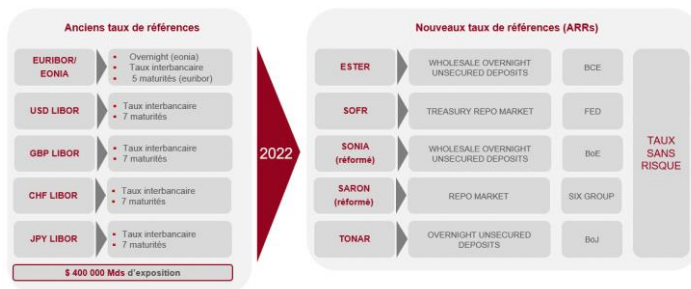 Anciens taux de références
EURIBOR/
EONIA
Overnight (eonia)
Taux interbancaire
5 maturités (euribor)
USD LIBOR
Taux interbancaire
7 maturités
GBP LIBOR
Taux interbancaire
7 maturités
CHF LIBOR
Taux interbancaire
7 maturités
JPY LIBOR
Taux interbancaire
7 maturités
$ 400 000 Mds d'exposition
2022
Nouveaux taux de références (ARRs)
ESTER
WHOLESALE OVERNIGHT
UNSECURED DEPOSITS
BCE
SOFR
TREASURY REPO MARKET
FED
SONIA
(réformé)
WHOLESALE OVERNIGHT
UNSECURED DEPOSITS
BoE
SARON
(réformé)
REPO MARKET
SIX GROUP
TONAR
OVERNIGHT UNSECURED
DEPOSITS
BoJ
TAUX
SANS
RISQUE